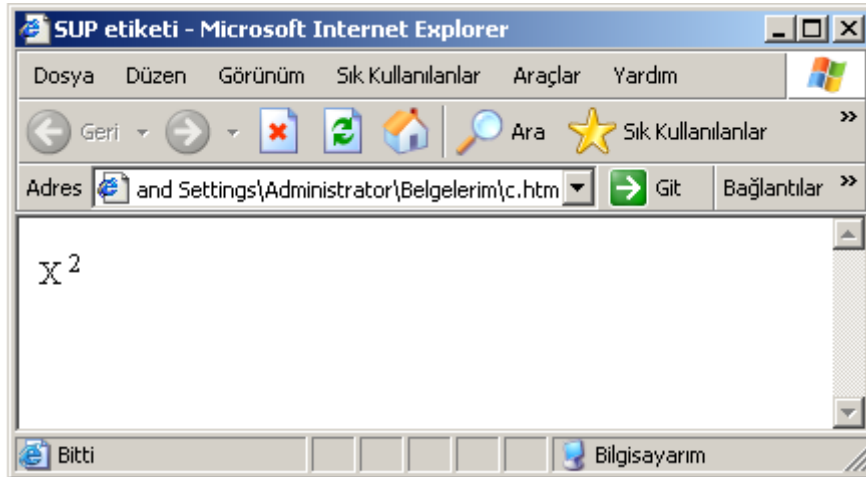 SUP etiketi - Microsoft Internet Explorer
Dosya Düzen Görünüm Sık Kullanılanlar Araçlar Yardım
Geri Ara Sık Kullanılanlar »
Adres and Settings\Administrator\Belgelerim\c.htm Git Bağlantılar »
X²
Bitti Bilgisayarım